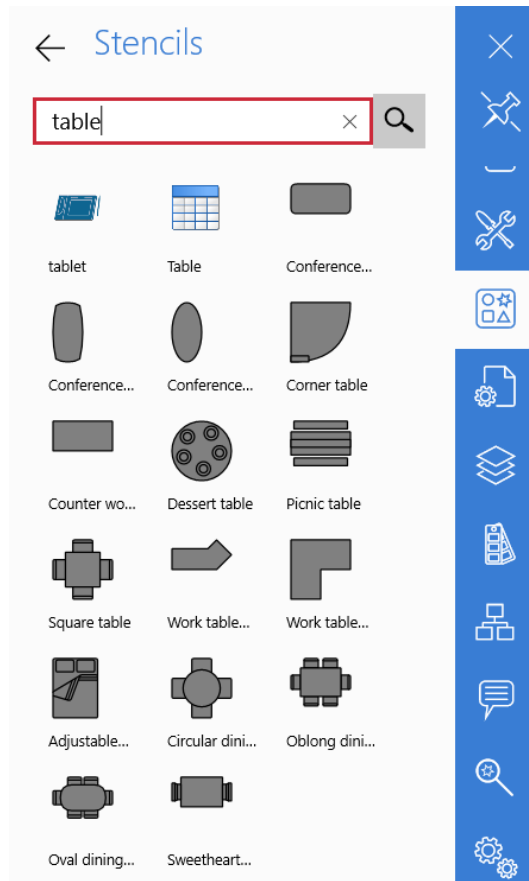 Stencils
table
tablet Table Conference...
Conference... Conference... Corner table
Counter wo... Dessert table Picnic table
Square table Work table... Work table...
Adjustable... Circular dini... Oblong dini...
Oval dining... Sweetheart...